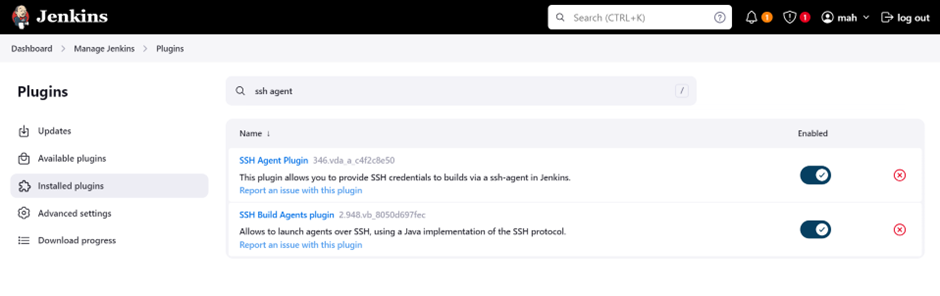 Jenkins
Search (CTRL+K)
?
1
1
mah
log out
Dashboard > Manage Jenkins > Plugins
Plugins
ssh agent
/
Updates
Available plugins
Installed plugins
Advanced settings
Download progress
Name ↓ Enabled
SSH Agent Plugin 346.vda_a_c4f2c8e50
This plugin allows you to provide SSH credentials to builds via a ssh-agent in Jenkins.
Report an issue with this plugin
SSH Build Agents plugin 2.948.vb_8050d697fec
Allows to launch agents over SSH, using a Java implementation of the SSH protocol.
Report an issue with this plugin